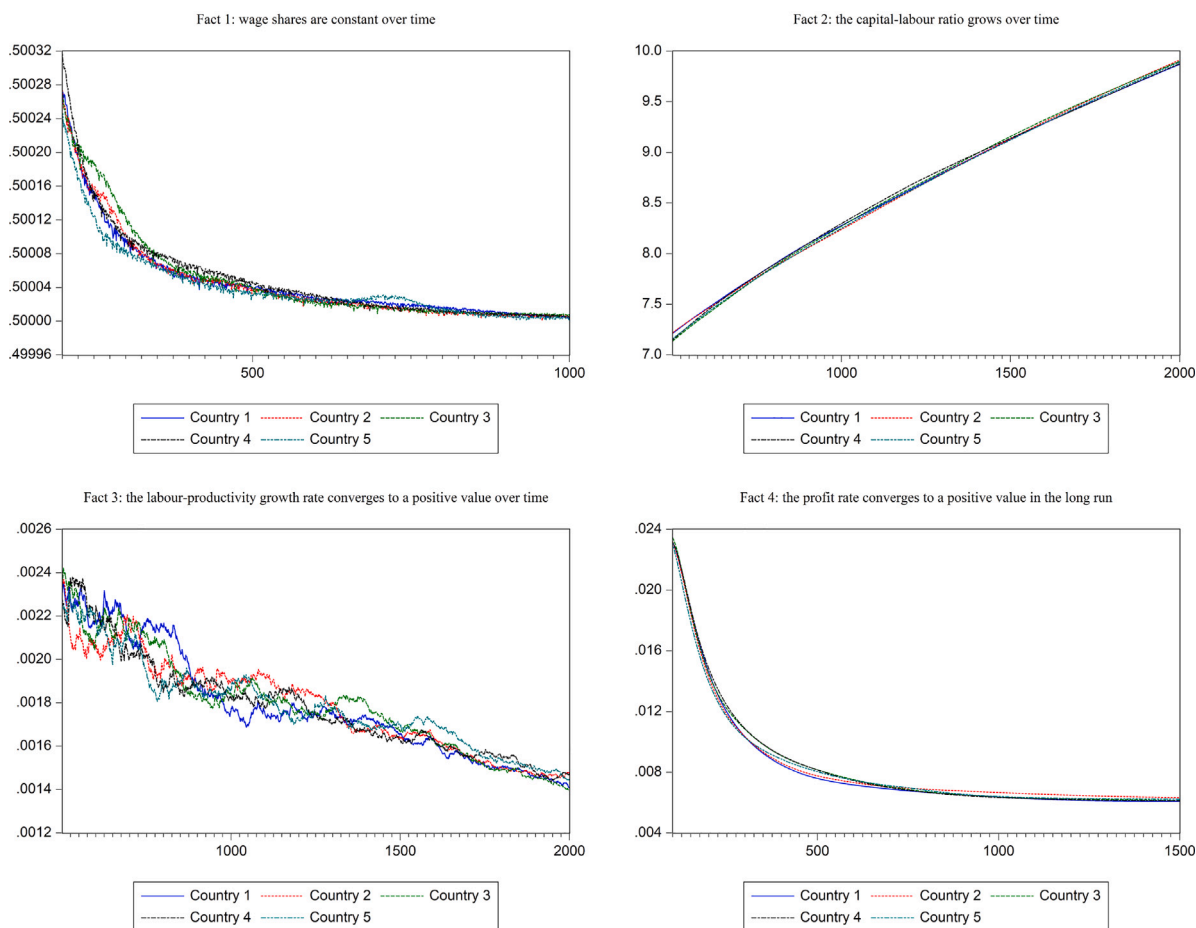 Fact 1: wage shares are constant over time
.50032
.50028
.50024
.50020
.50016
.50012
.50008
.50004
.50000
.49996
500 1000
Country 1 Country 2 Country 3
Country 4 Country 5
Fact 2: the capital-labour ratio grows over time
10.0
9.5
9.0
8.5
8.0
7.5
7.0
1000 1500 2000
Country 1 Country 2 Country 3
Country 4 Country 5
Fact 3: the labour-productivity growth rate converges to a positive value over time
.0026
.0024
.0022
.0020
.0018
.0016
.0014
.0012
1000 1500 2000
Country 1 Country 2 Country 3
Country 4 Country 5
Fact 4: the profit rate converges to a positive value in the long run
.024
.020
.016
.012
.008
.004
500 1000 1500
Country 1 Country 2 Country 3
Country 4 Country 5